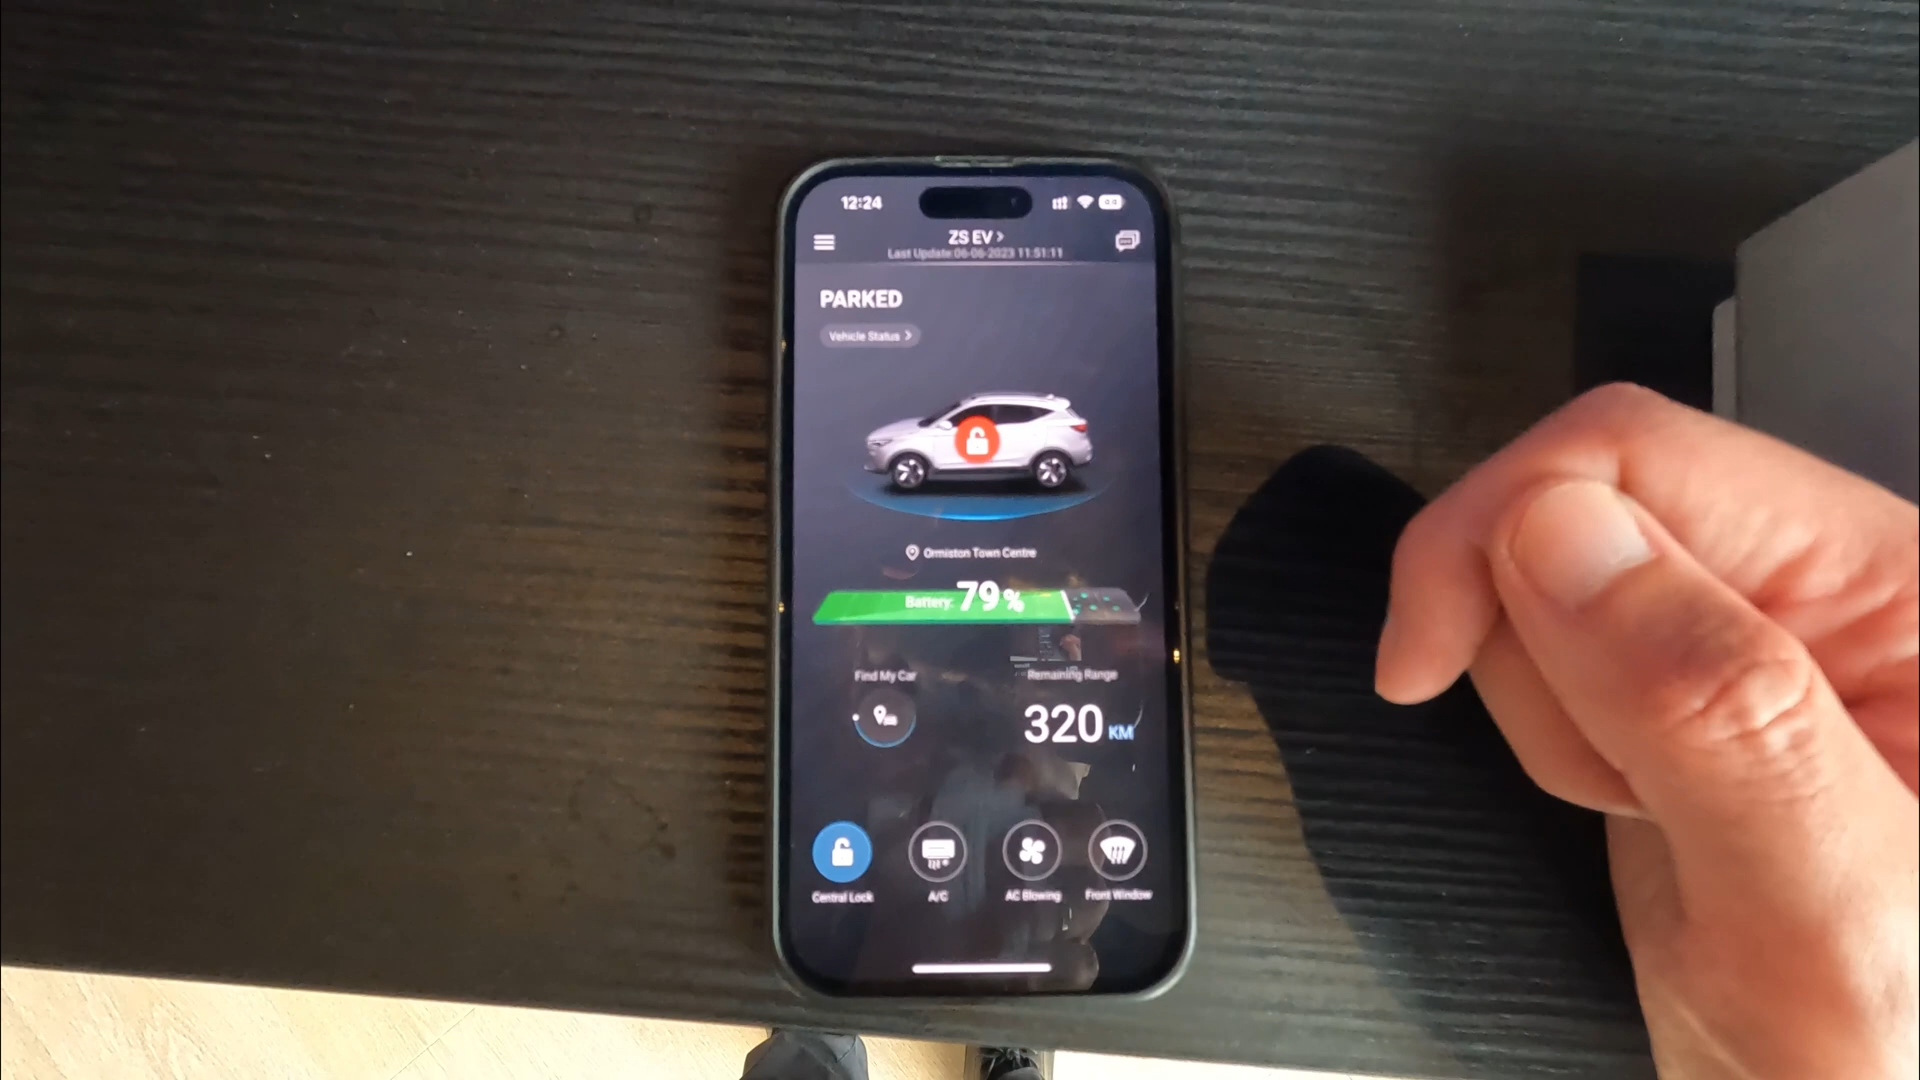 12:24
ZS EV >
Last Update:06-06-2023 11:51:11
PARKED
Vehicle Status >
Ormiston Town Centre
Battery: 79%
Find My Car
Remaining Range
320 KM
Central Lock
A/C
AC Blowing
Front Window